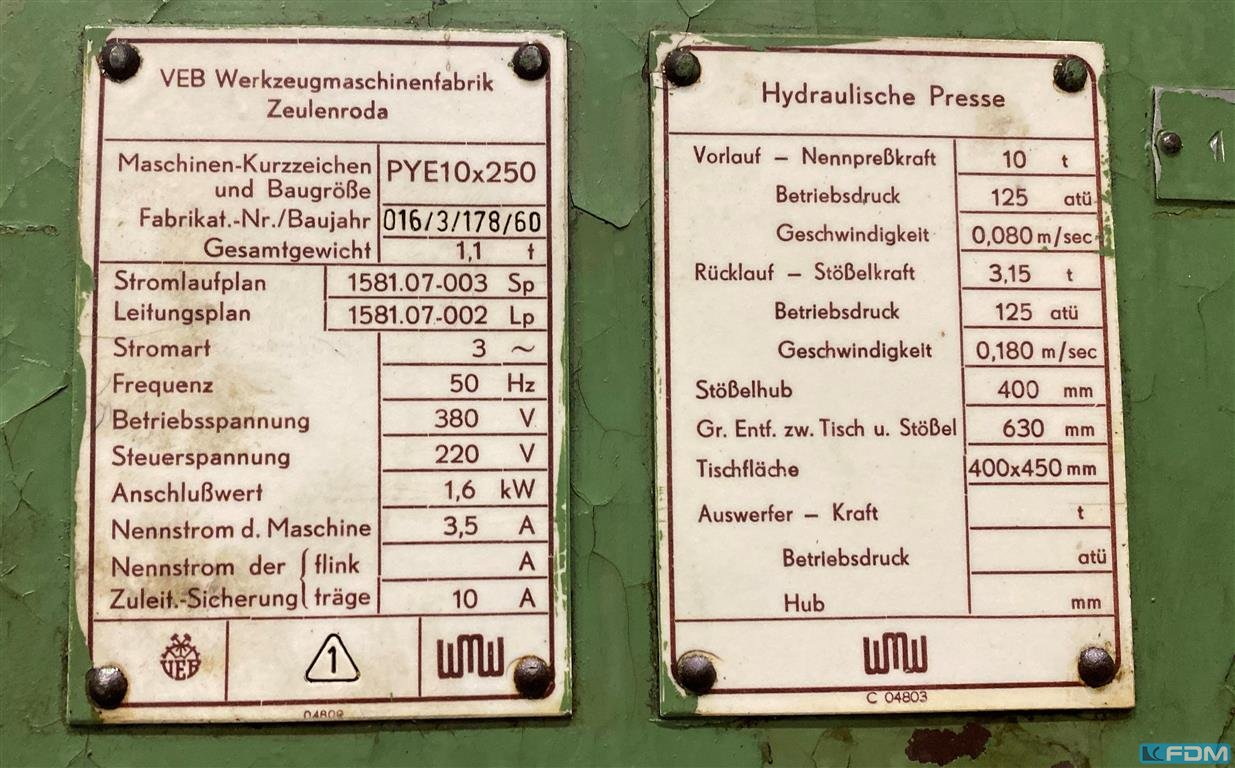 VEB Werkzeugmaschinenfabrik
Zeulenroda
Maschinen-Kurzzeichen
und Baugröße PYE10x250
Fabrikat.-Nr./Baujahr 016/3/178/60
Gesamtgewicht 1,1 t
Stromlaufplan 1581.07-003 Sp
Leitungsplan 1581.07-002 Lp
Stromart 3 ~
Frequenz 50 Hz
Betriebsspannung 380 V
Steuerspannung 220 V
Anschlußwert 1,6 kW
Nennstrom d. Maschine 3,5 A
Nennstrom der flink A
Zuleit.-Sicherung träge 10 A
VEB 1 WMW
04809
Hydraulische Presse
Vorlauf – Nennpreßkraft 10 t
Betriebsdruck 125 atü
Geschwindigkeit 0,080 m/sec
Rücklauf – Stößelkraft 3,15 t
Betriebsdruck 125 atü
Geschwindigkeit 0,180 m/sec
Stößelhub 400 mm
Gr. Entf. zw. Tisch u. Stößel 630 mm
Tischfläche 400x450 mm
Auswerfer – Kraft t
Betriebsdruck atü
Hub mm
WMW
C 04803
FDM